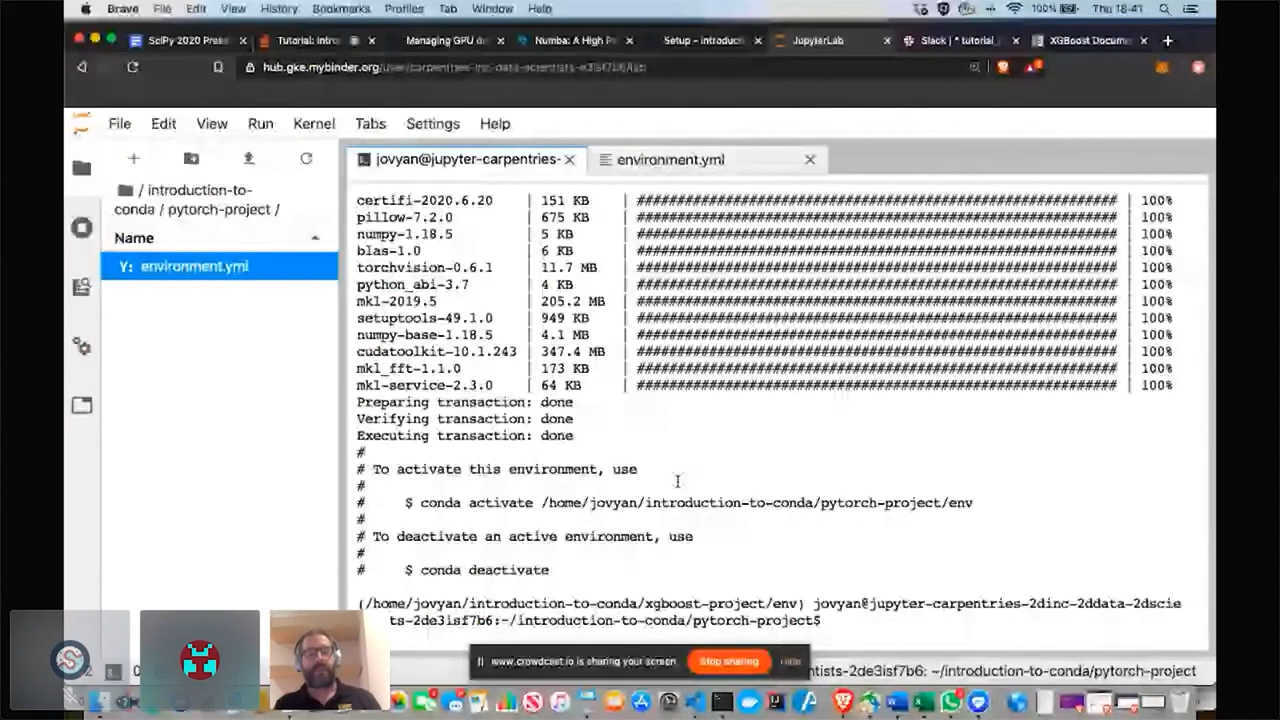 Brave File Edit View History Bookmarks Profiles Tab Window Help 100% Thu 18:41
SciPy 2020 Pres Tutorial: Intro Managing GPU d Numba: A High P Setup – introduct JupyterLab Slack | * tutorial XGBoost Docum
hub.gke.mybinder.org
File Edit View Run Kernel Tabs Settings Help
jovyan@jupyter-carpentries- environment.yml
/ introduction-to-
conda / pytorch-project /
Name
Y: environment.yml
certifi-2020.6.20 | 151 KB | ############################################################# | 100%
pillow-7.2.0 | 675 KB | ############################################################# | 100%
numpy-1.18.5 | 5 KB | ############################################################# | 100%
blas-1.0 | 6 KB | ############################################################# | 100%
torchvision-0.6.1 | 11.7 MB | ############################################################# | 100%
python_abi-3.7 | 4 KB | ############################################################# | 100%
mkl-2019.5 | 205.2 MB | ############################################################# | 100%
setuptools-49.1.0 | 949 KB | ############################################################# | 100%
numpy-base-1.18.5 | 4.1 MB | ############################################################# | 100%
cudatoolkit-10.1.243 | 347.4 MB | ############################################################# | 100%
mkl_fft-1.1.0 | 173 KB | ############################################################# | 100%
mkl-service-2.3.0 | 64 KB | ############################################################# | 100%
Preparing transaction: done
Verifying transaction: done
Executing transaction: done
#
# To activate this environment, use
#
# $ conda activate /home/jovyan/introduction-to-conda/pytorch-project/env
#
# To deactivate an active environment, use
#
# $ conda deactivate
(/home/jovyan/introduction-to-conda/xgboost-project/env) jovyan@jupyter-carpentries-2dinc-2ddata-2dscie
ts-2de3isf7b6:~/introduction-to-conda/pytorch-project$
www.crowdcast.io is sharing your screen Stop sharing Hide
ntists-2de3isf7b6: ~/introduction-to-conda/pytorch-project